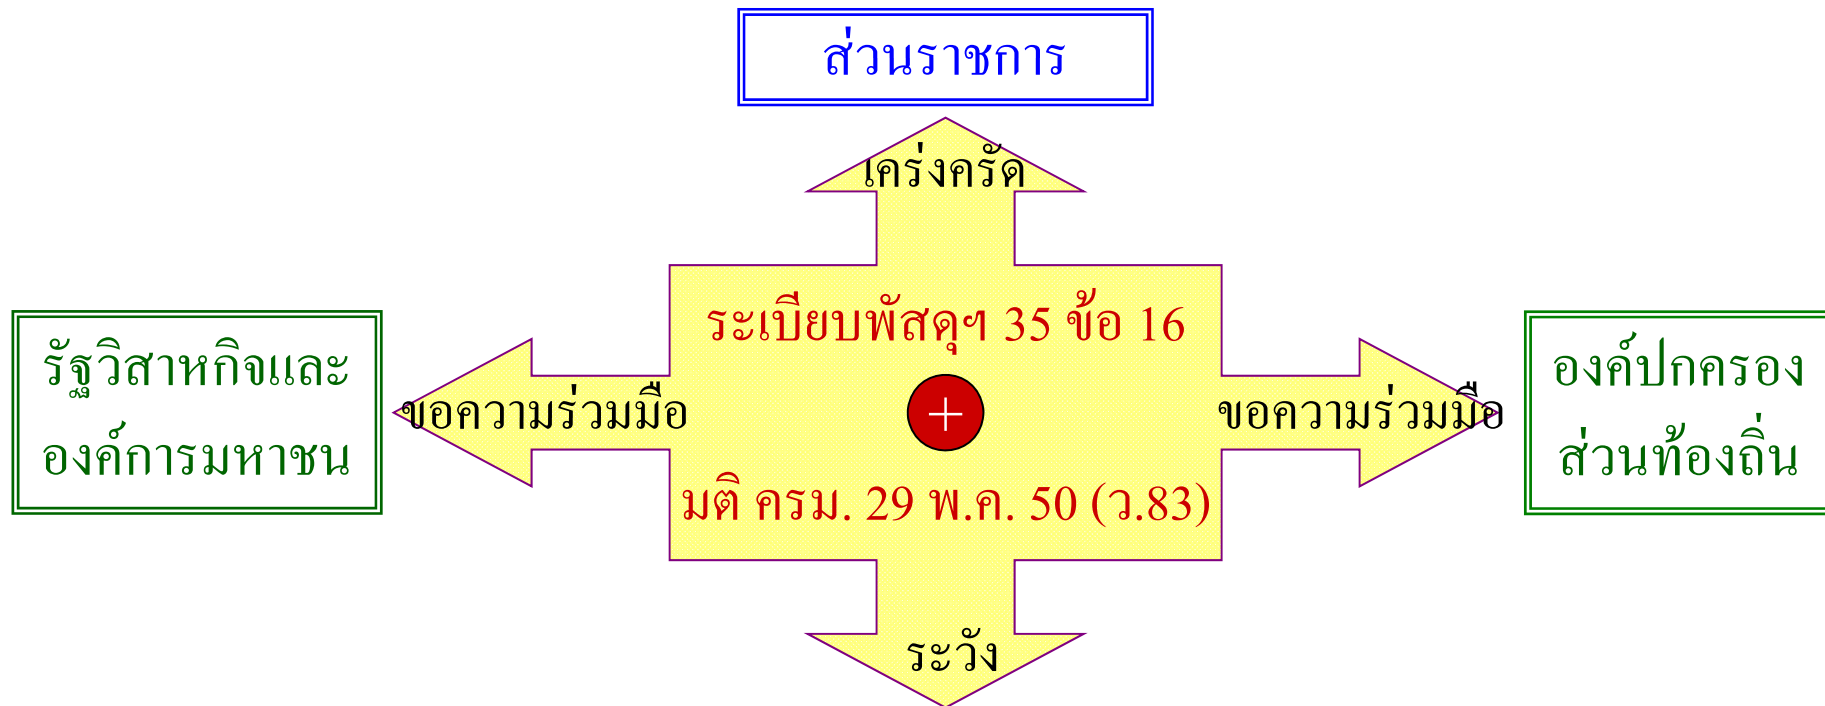 ส่วนราชการ
เคร่งครัด
ระเบียบพัสดุฯ 35 ข้อ 16
รัฐวิสาหกิจและ
องค์การมหาชน
ขอความร่วมมือ
+
ขอความร่วมมือ
องค์ปกครอง
ส่วนท้องถิ่น
มติ ครม. 29 พ.ค. 50 (ว.83)
ระวัง